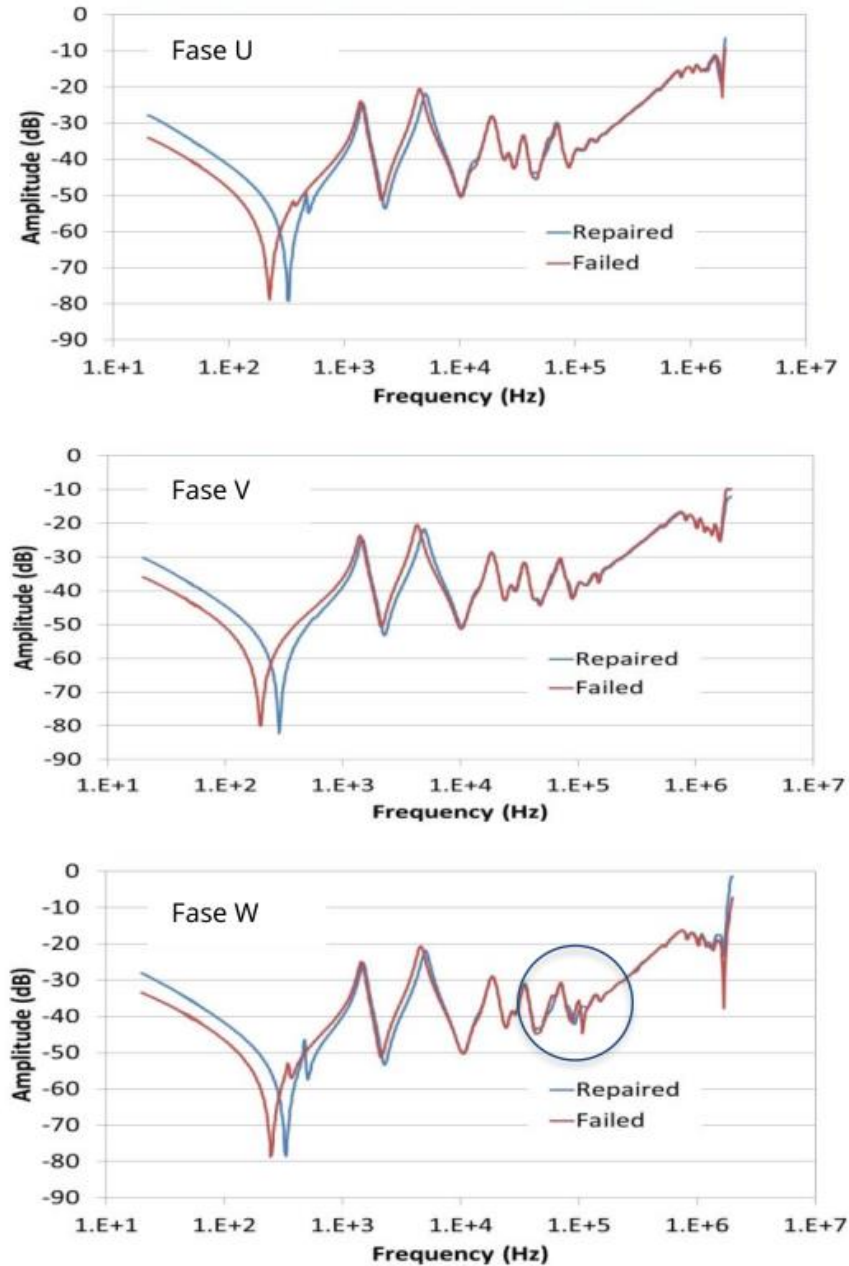 0
-10
-20
-30
-40
-50
-60
-70
-80
-90
Amplitude (dB)
Fase U
Repaired
Failed
1.E+1 1.E+2 1.E+3 1.E+4 1.E+5 1.E+6 1.E+7
Frequency (Hz)
0
-10
-20
-30
-40
-50
-60
-70
-80
-90
Amplitude (dB)
Fase V
Repaired
Failed
1.E+1 1.E+2 1.E+3 1.E+4 1.E+5 1.E+6 1.E+7
Frequency (Hz)
0
-10
-20
-30
-40
-50
-60
-70
-80
-90
Amplitude (dB)
Fase W
Repaired
Failed
1.E+1 1.E+2 1.E+3 1.E+4 1.E+5 1.E+6 1.E+7
Frequency (Hz)